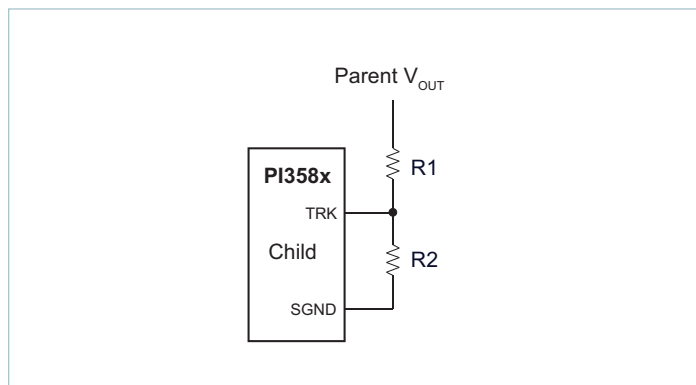 Parent VOUT
R1
PI358x
TRK
Child
R2
SGND